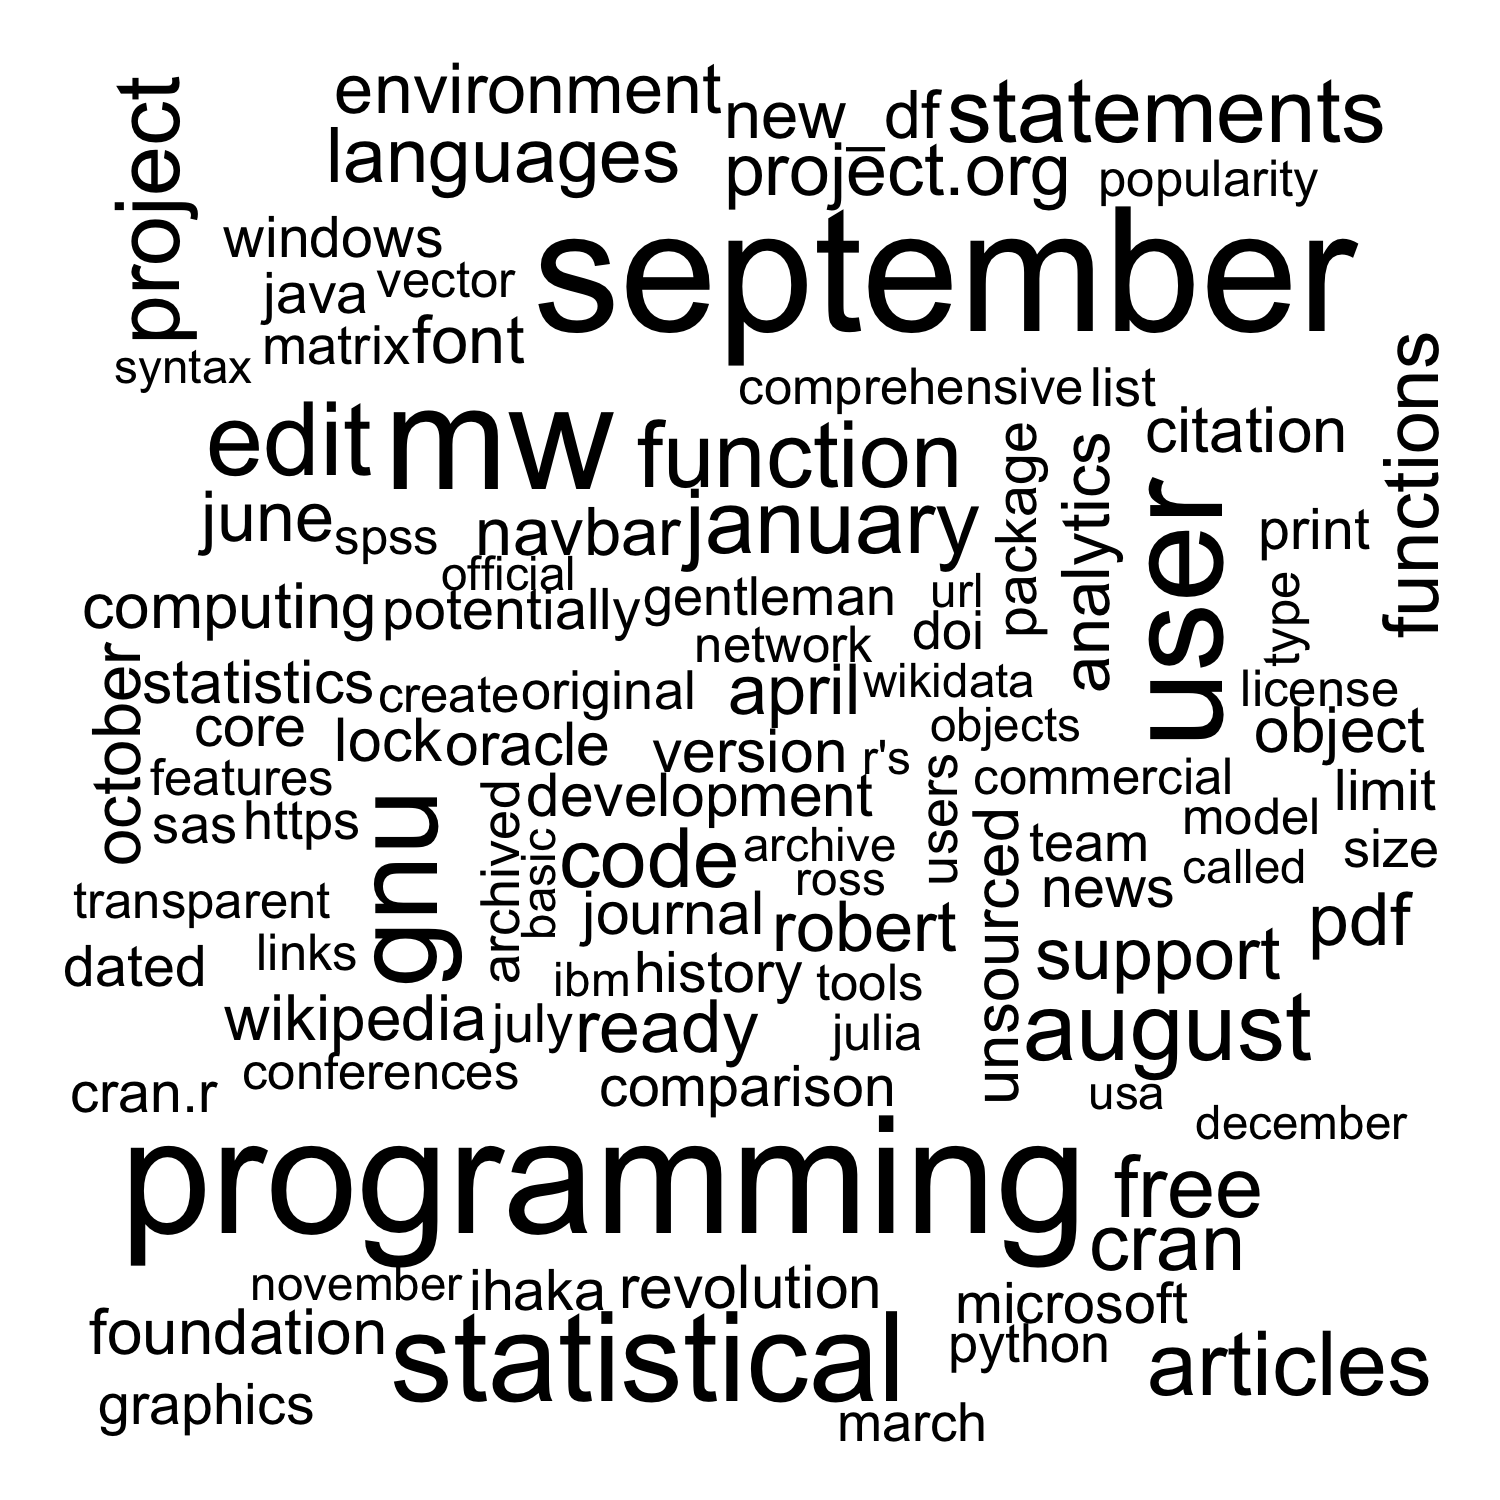 environment
new_df
statements
project
languages
project.org
popularity
windows
september
java
vector
matrix
font
syntax
comprehensive
list
functions
edit
mw
function
citation
package
analytics
user
june
spss
navbar
january
print
official
computing
potentially
gentleman
url
doi
type
network
october
statistics
create
original
april
wikidata
license
core
lock
oracle
version
r's
objects
object
features
development
users
commercial
limit
sas
https
gnu
archived
basic
code
archive
unsourced
team
model
size
ross
news
called
transparent
journal
robert
pdf
dated
links
ibm
history
tools
support
wikipedia
july
ready
julia
august
cran.r
conferences
comparison
usa
december
programming
free
cran
november
ihaka
revolution
microsoft
foundation
statistical
python
articles
graphics
march